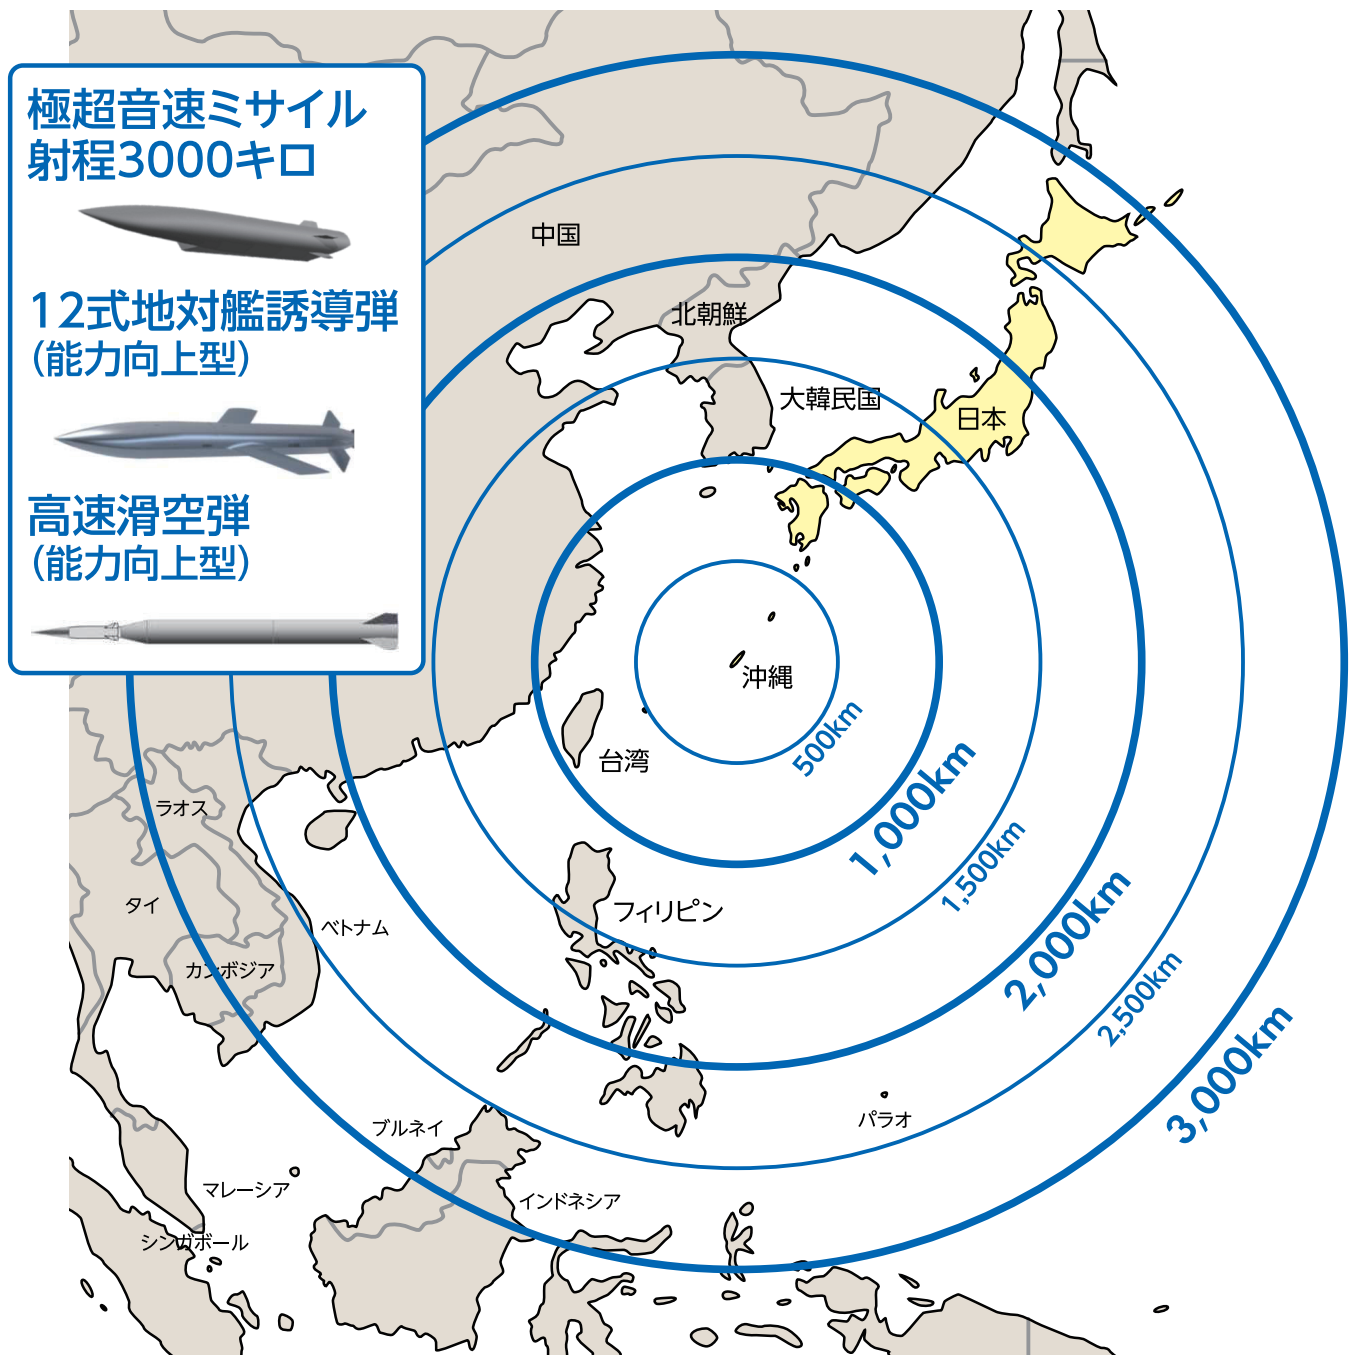 極超音速ミサイル
射程3000キロ
12式地対艦誘導弾
（能力向上型）
高速滑空弾
（能力向上型）
中国
北朝鮮
大韓民国
日本
沖縄
台湾
500km
1,000km
1,500km
2,000km
2,500km
3,000km
ラオス
タイ
ベトナム
カンボジア
フィリピン
パラオ
ブルネイ
マレーシア
インドネシア
シンガポール